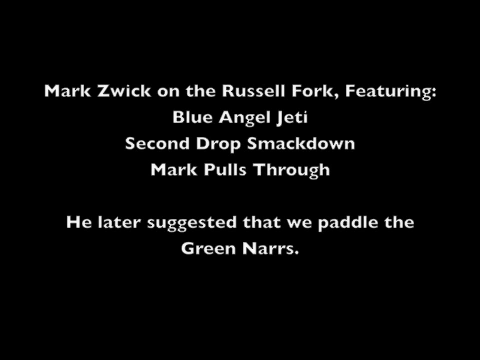 Mark Zwick on the Russell Fork, Featuring:
Blue Angel Jeti
Second Drop Smackdown
Mark Pulls Through
He later suggested that we paddle the
Green Narrs.